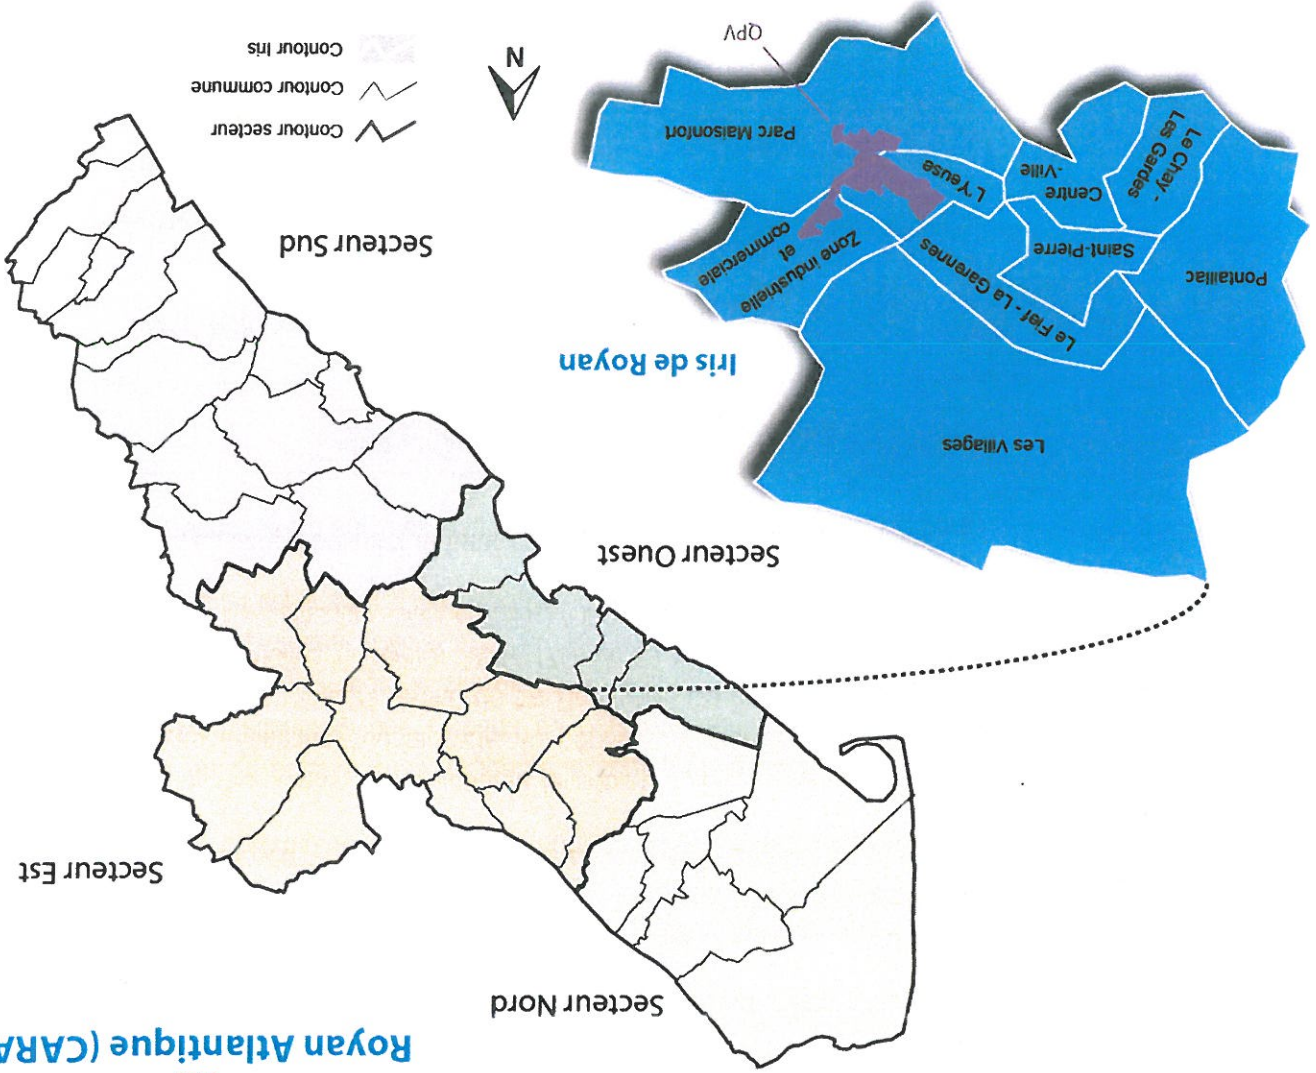 Royan Atlantique (CARA
Secteur Nord
Secteur Est
Secteur Ouest
Secteur Sud
Iris de Royan
Les Villages
Pontaillac
Le Fief - La Garennes
Saint-Pierre
Zone industrielle
et
commerciale
L'Yeuse
Centre
-Ville
Le Chay -
Les Gardes
Parc Maisonfort
QPV
N
Contour secteur
Contour commune
Contour Iris